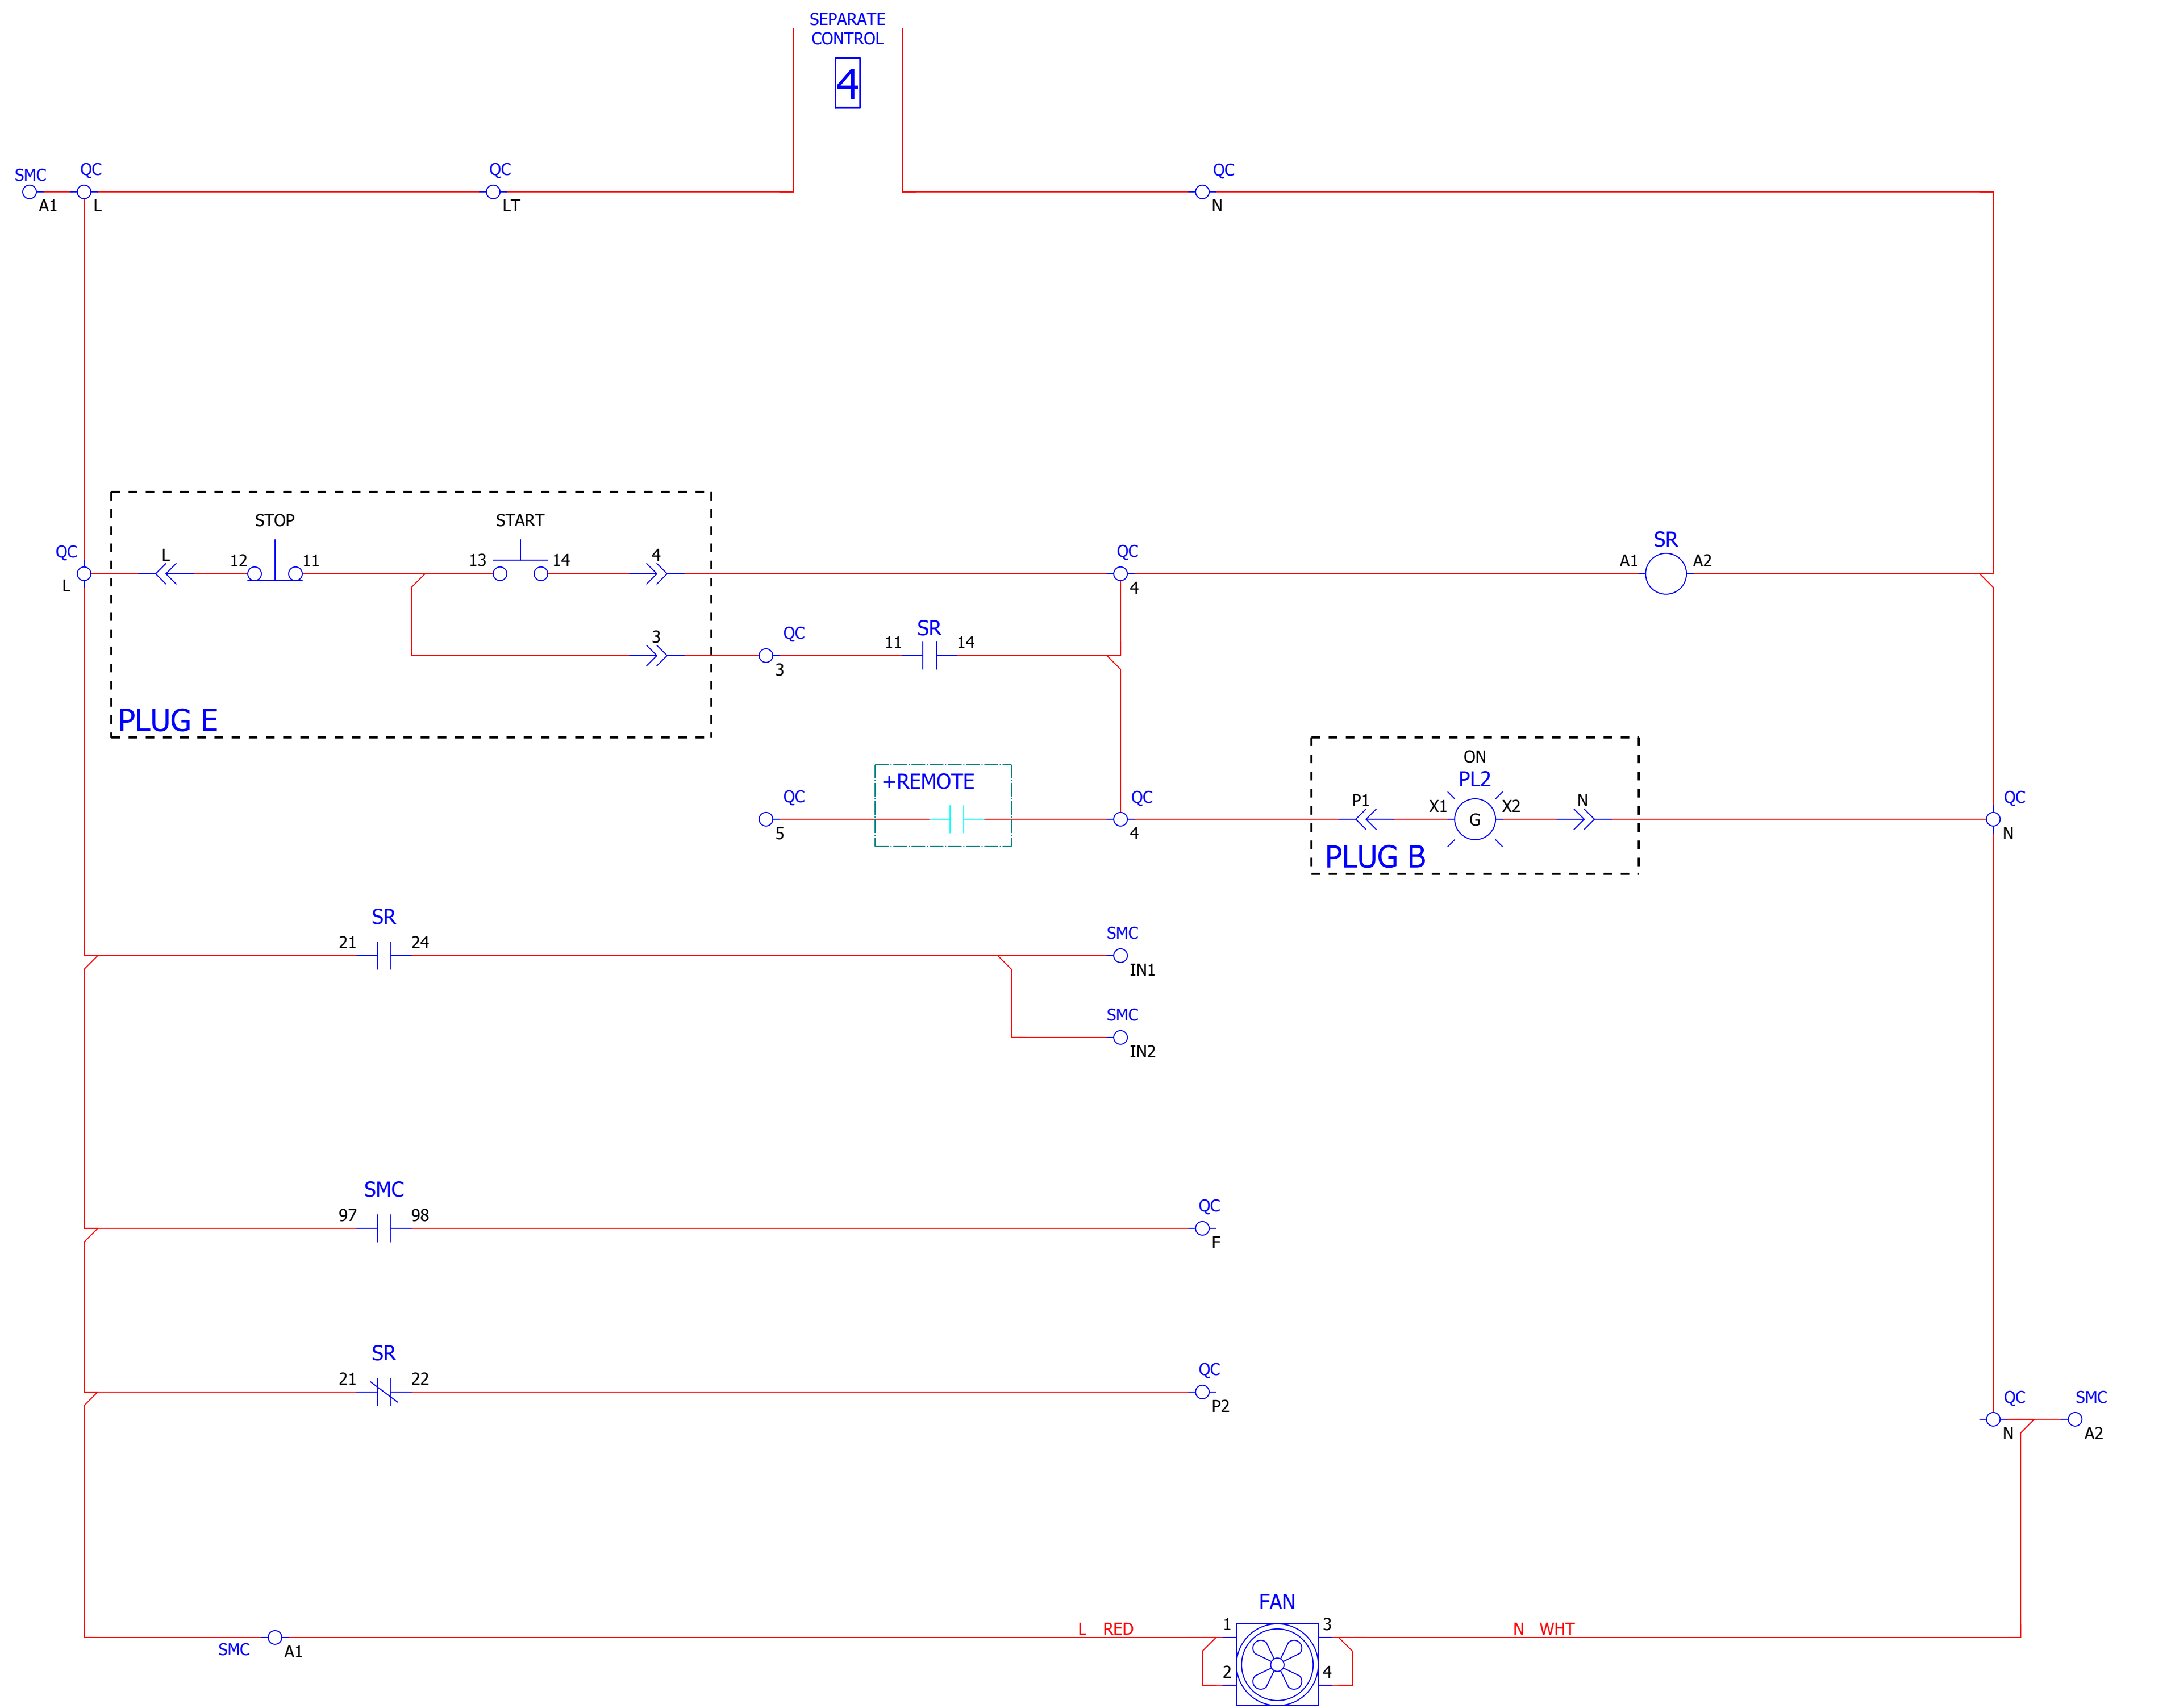 SEPARATE
CONTROL
4
SMC
A1
QC
L
QC
LT
QC
N
QC
L
STOP
L
12
11
START
13
14
4
3
PLUG E
QC
4
SR
A1
A2
QC
3
SR
11
14
QC
5
+REMOTE
QC
4
ON
PL2
P1
X1
G
X2
N
PLUG B
QC
N
SR
21
24
SMC
IN1
SMC
IN2
SMC
97
98
QC
F
SR
21
22
QC
P2
QC
N
SMC
A2
SMC
A1
L RED
FAN
1
2
3
4
N WHT